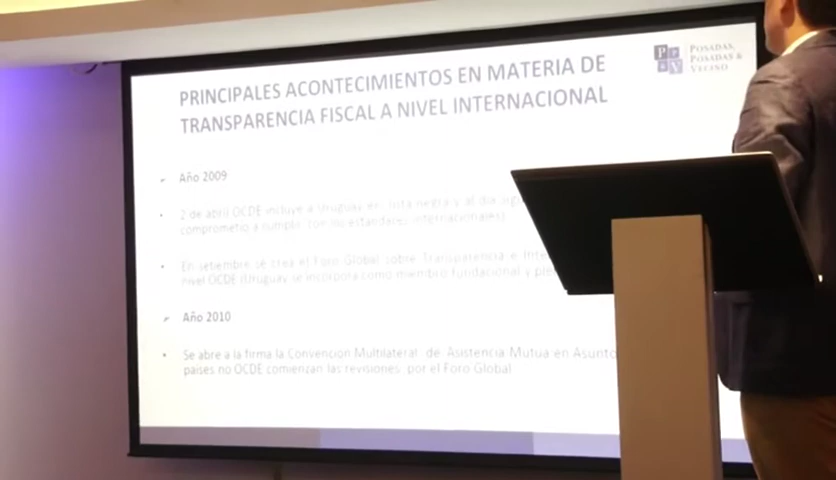 POSADAS,
POSADAS &
VECINO
PRINCIPALES ACONTECIMIENTOS EN MATERIA DE
TRANSPARENCIA FISCAL A NIVEL INTERNACIONAL
Año 2009
2 de abril OCDE incluye a Uruguay en lista negra y al día
comprometió a cumplir con los estándares internacionales)
En setiembre se crea el Foro Global sobre Transparencia e
nivel OCDE (Uruguay se incorpora como miembro fundacional y
Año 2010
Se abre a la firma la Convención Multilateral de Asistencia Mutua en
países no OCDE comienzan las revisiones por el Foro Global